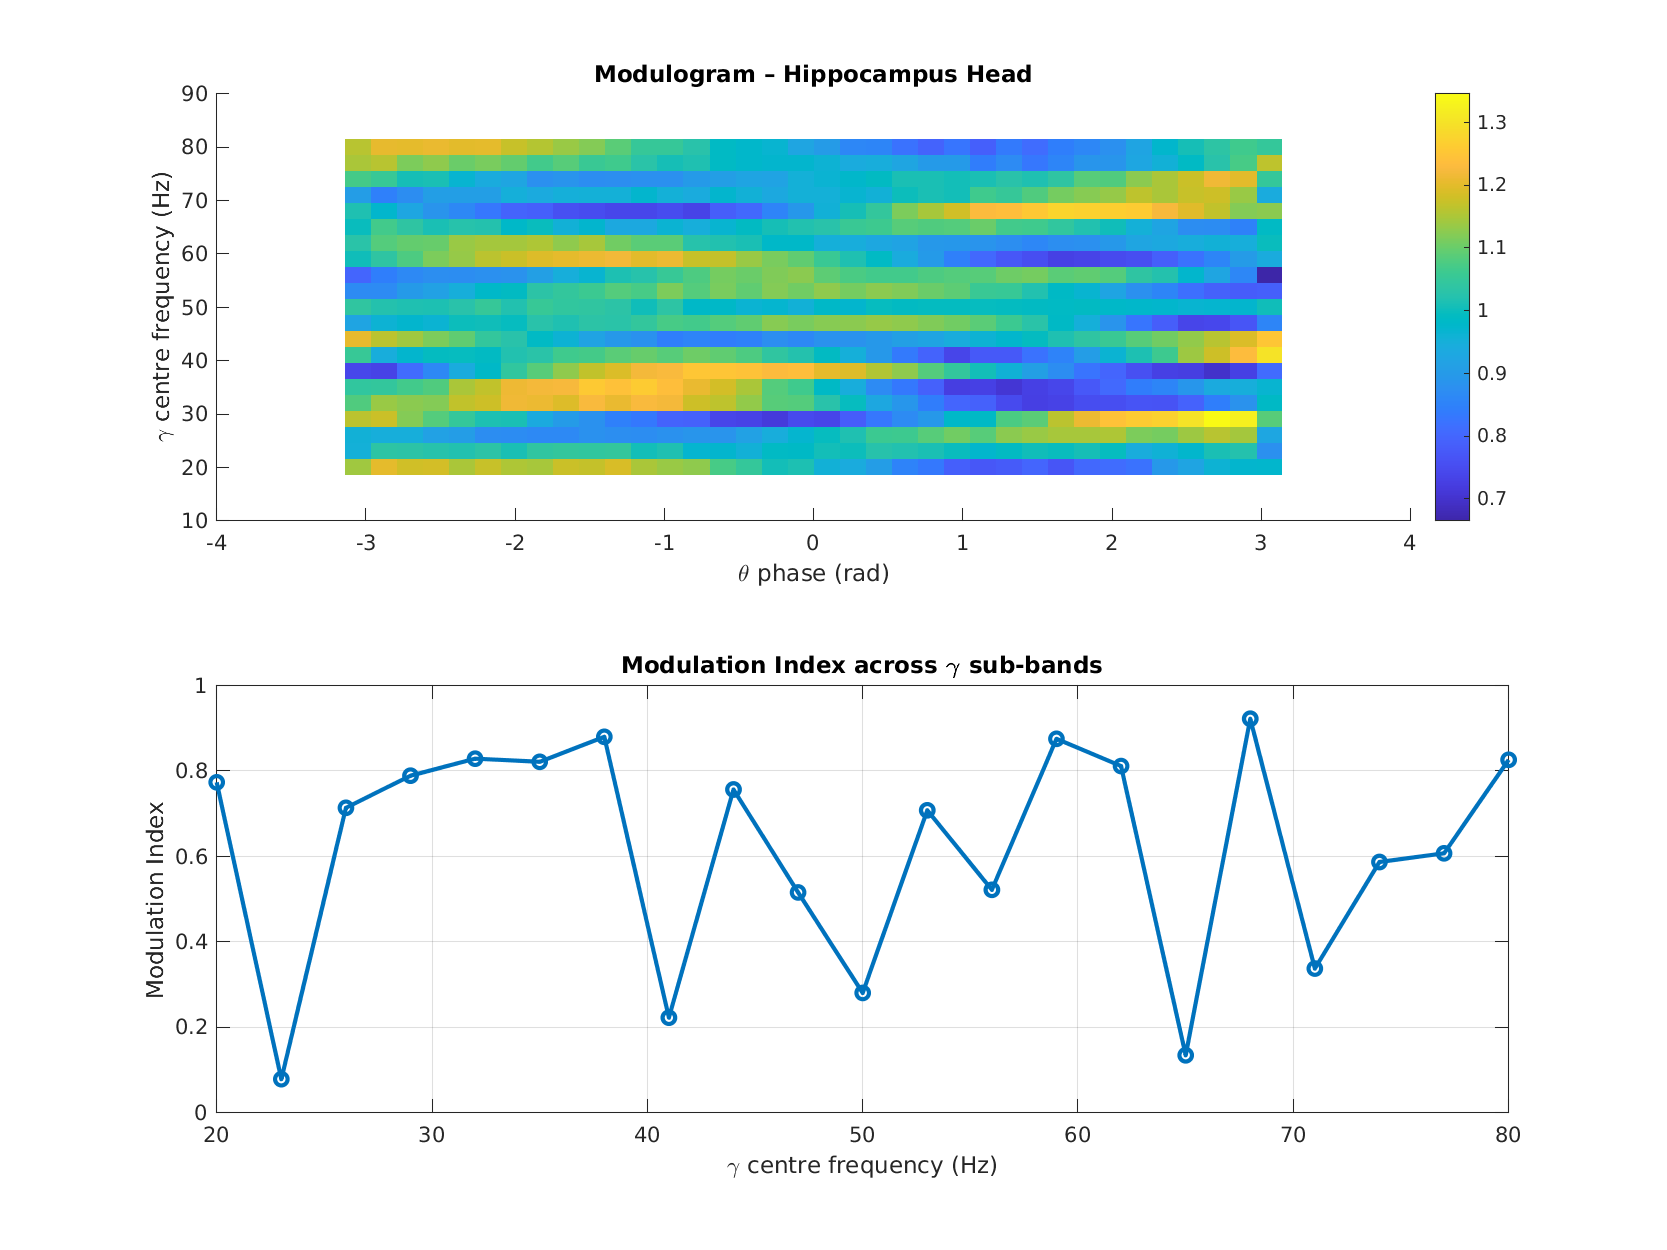 Modulogram – Hippocampus Head
90
80
70
60
50
40
30
20
10
γ centre frequency (Hz)
-4 -3 -2 -1 0 1 2 3 4
θ phase (rad)
1.3
1.2
1.1
1
0.9
0.8
0.7
Modulation Index across γ sub-bands
1
0.8
0.6
0.4
0.2
0
Modulation Index
20 30 40 50 60 70 80
γ centre frequency (Hz)